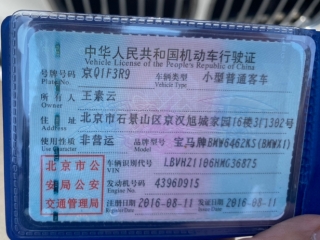 中华人民共和国机动车行驶证
Vehicle License of the People's Republic of China
号牌号码 京Q1F3R9 车辆类型 小型普通客车
Plate No. Vehicle Type
所有人 王素云
Owner
住址 北京市石景山区京汉旭城家园16楼3门1302号
Address
使用性质 非营运 品牌型号 宝马牌BMW6462KS(BMWX1)
Use Character Model
北京市公安局公安交通管理局
车辆识别代号 LBVHZ1106HMG36875
VIN
发动机号码 43960915
Engine No.
注册日期 2016-08-11 发证日期 2016-08-11
Register Date Issue Date